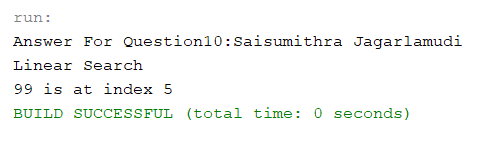 run:
Answer For Question10:Saisumithra Jagarlamudi
Linear Search
99 is at index 5
BUILD SUCCESSFUL (total time: 0 seconds)